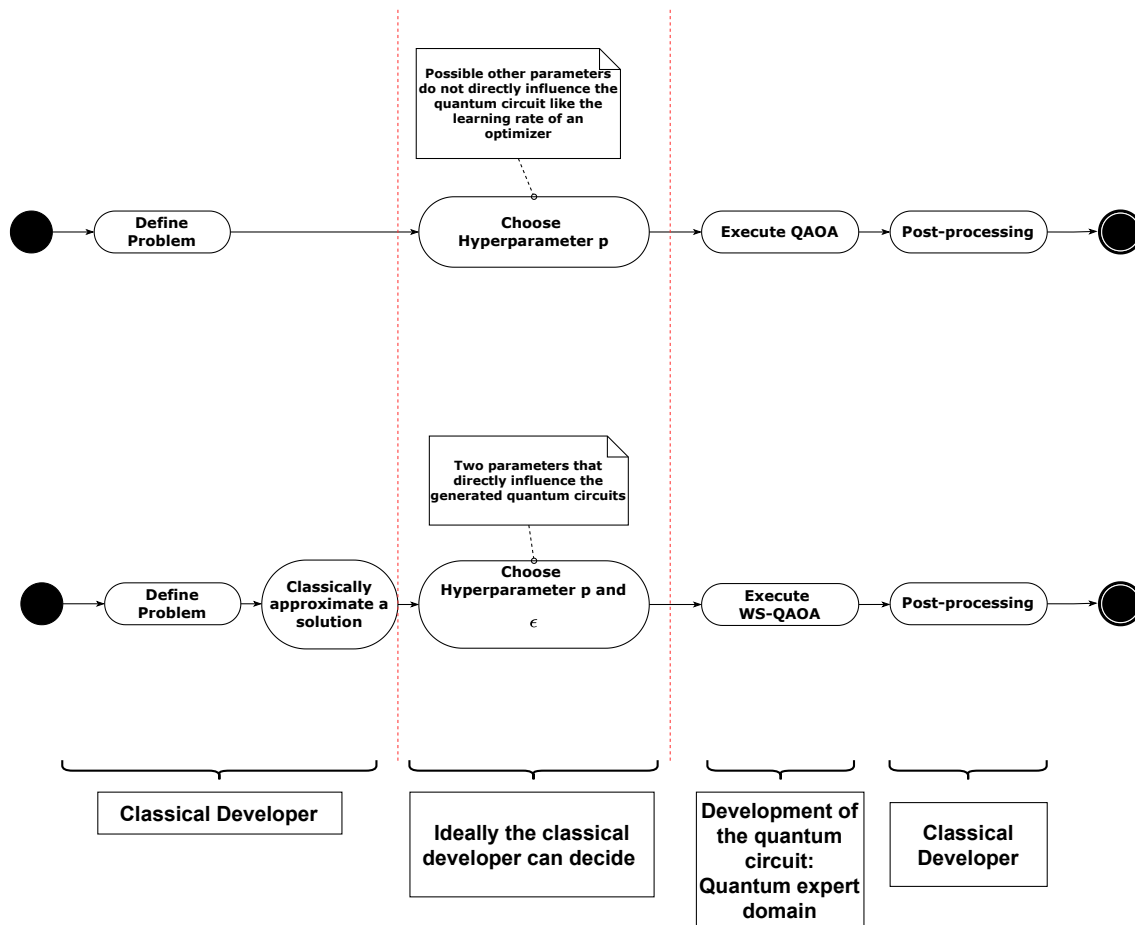 Possible other parameters
do not directly influence the
quantum circuit like the
learning rate of an
optimizer
Define
Problem
Choose
Hyperparameter p
Execute QAOA
Post-processing
Two parameters that
directly influence the
generated quantum circuits
Define
Problem
Classically
approximate a
solution
Choose
Hyperparameter p and
ϵ
Execute
WS-QAOA
Post-processing
Classical Developer
Ideally the classical
developer can decide
Development of
the quantum
circuit:
Quantum expert
domain
Classical
Developer